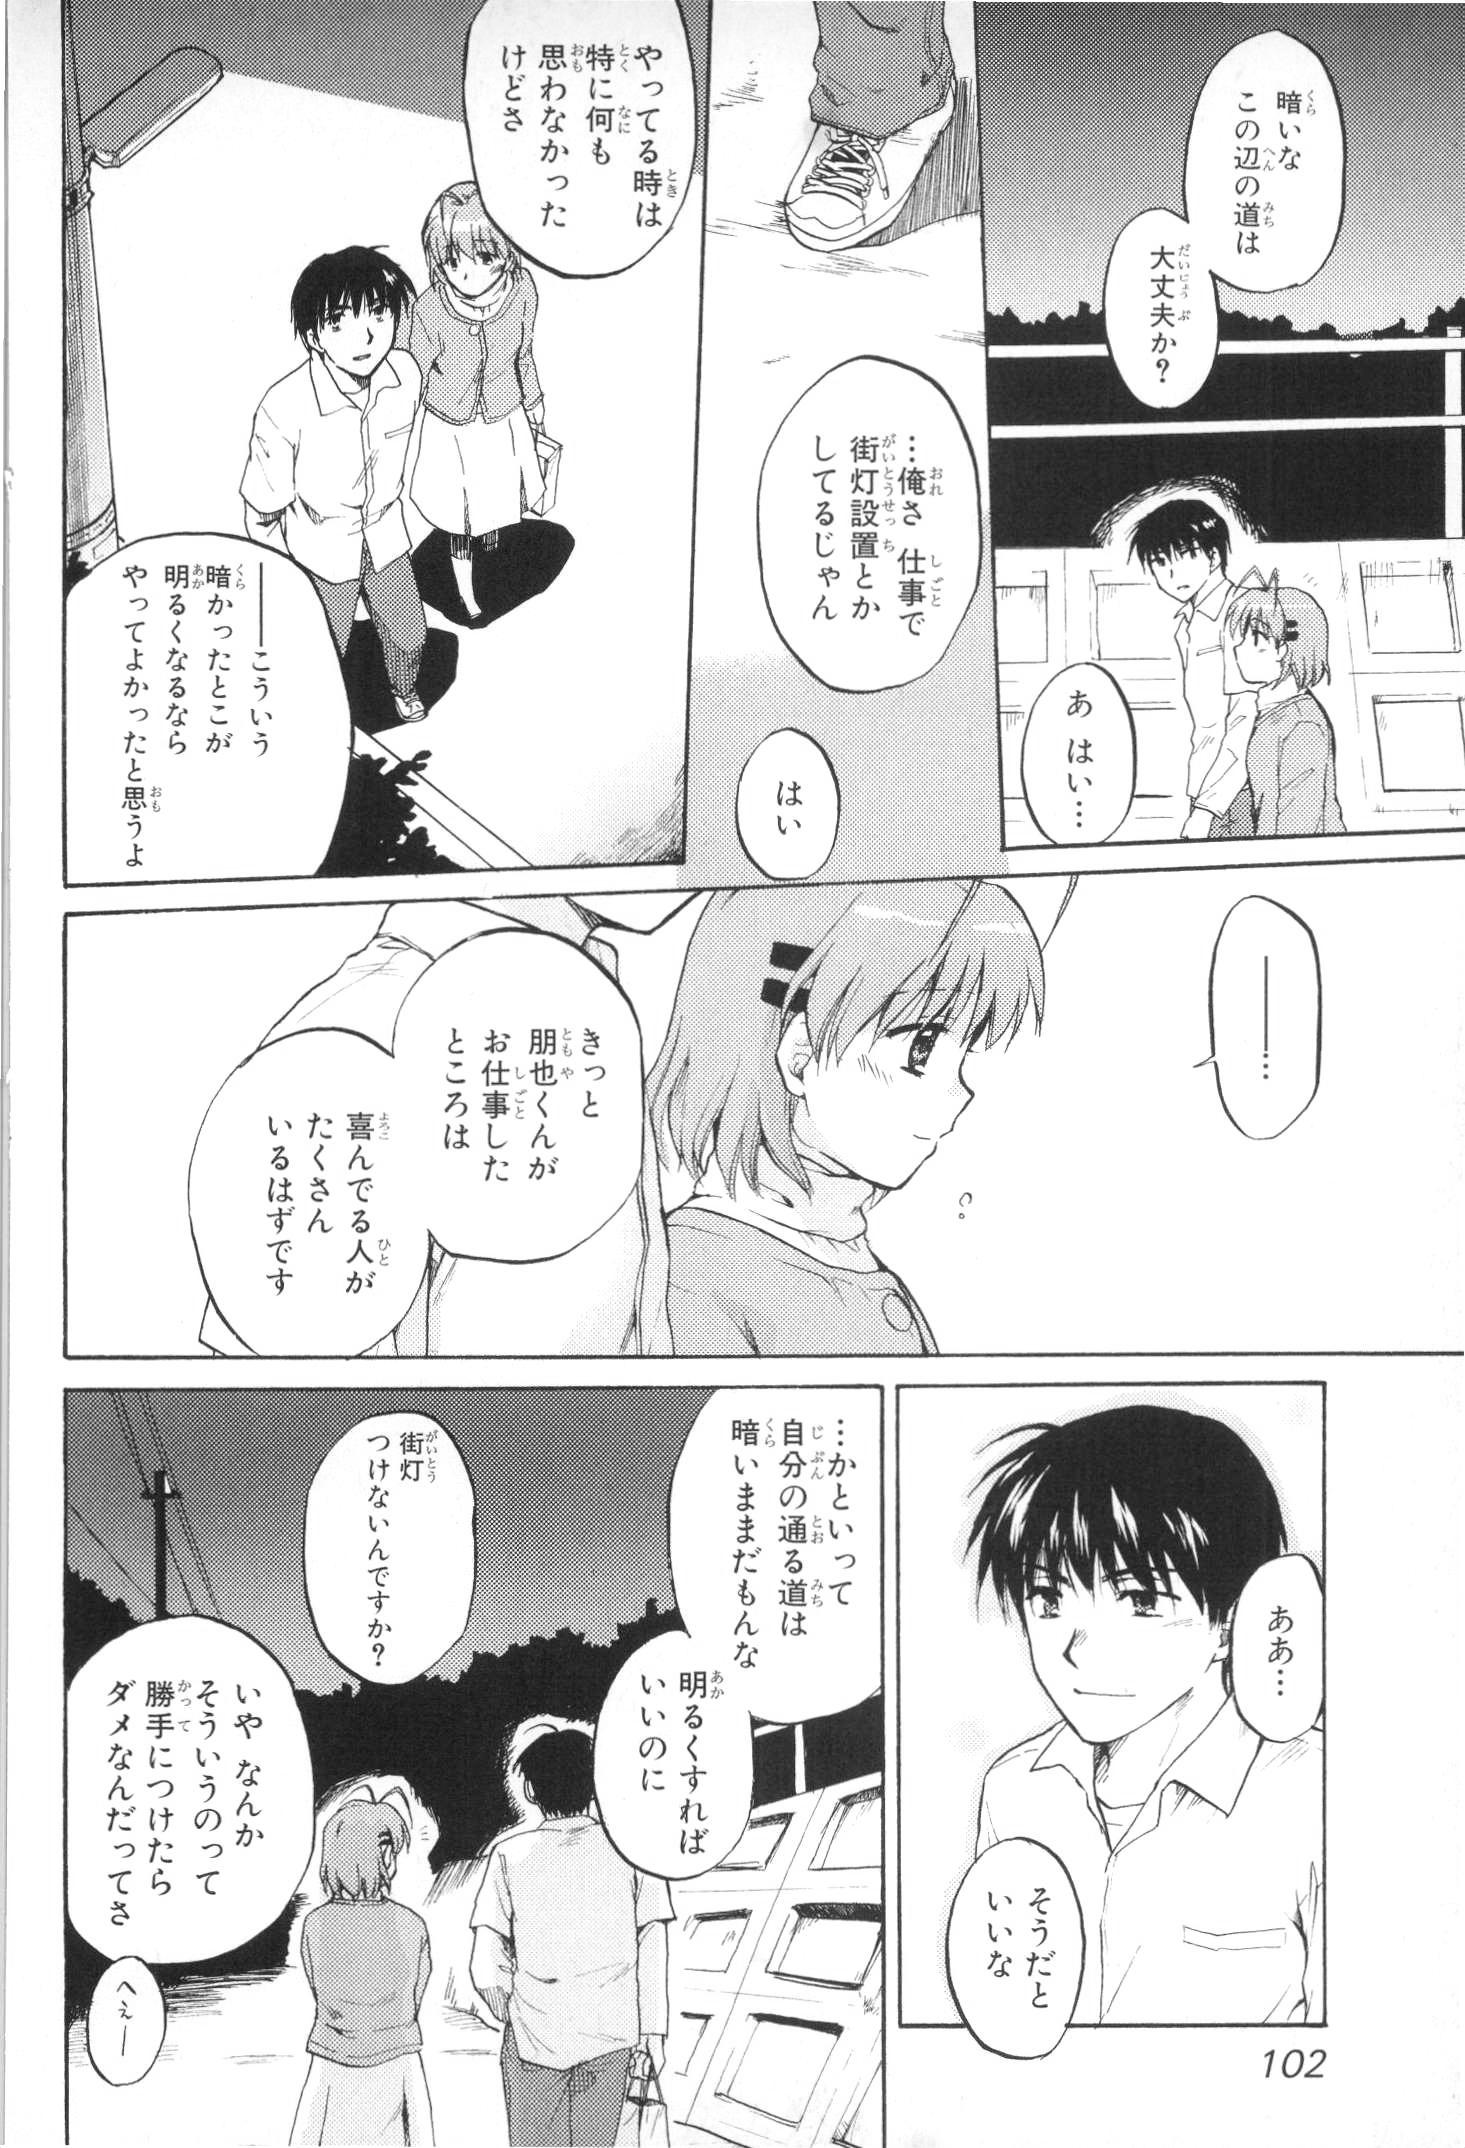 暗いな
この辺の道は
大丈夫か?
あ はい…
…俺さ 仕事で
街灯設置とか
してるじゃん
はい
やってる時は
特に何も
思わなかった
けどさ
――こういう
暗かったとこが
明るくなるなら
やってよかったと思うよ
――…
きっと
朋也くんが
お仕事した
ところは
喜んでる人が
たくさん
いるはずです
ああ…
そうだと
いいな
…かといって
自分の通る道は
暗いままだもんな
明るくすれば
いいのに
街灯
つけないんですか?
いや なんか
そういうのって
勝手につけたら
ダメなんだってさ
へぇー
102